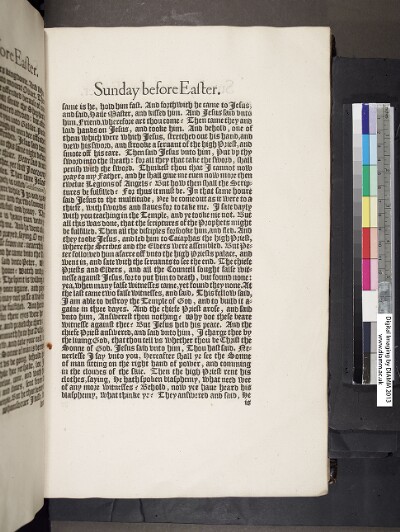 Sunday before Easter.
same is he, hold him fast. And forthwith he came to Jesus,
and said, Haile Master, and kissed him. And Jesus said unto
him, Friend, wherefore art thou come? Then came they and
laid hands on Jesus, and tooke him. And behold, one of
them which were which Jesus, stretched out his hand, and
drew his sword, and strooke a servant of the high Priest, and
smote off his eare. Then said Jesus unto him, Put up thy
sword into the sheath: for all they that take the sword, shall
perish with the sword. Thinkest thou that I cannot now
pray to my Father, and he shall give me even now more then
twelve Legions of Angels? But how then shall the Scrip-
tures be fulfilled? For thus it must be. In that same houre
said Jesus to the multitude, Ye be come out as it were to a
thiefe, with swords and staves for to take me. I sate dayly
with you teaching in the Temple, and ye tooke me not. But
all this was done, that the scriptures of the Prophets might
be fulfilled. Then all the disciples forsooke him, and fled. And
they tooke Jesus, and led him to Caiaphas the high Priest,
where the Scribes and the Elders were assembled. But Pe-
ter followed him afarre off unto the high Priests palace, and
went in, and sate with the servants to see the end. The chiefe
Priests and Elders, and all the Councell sought false wit-
nesse against Jesus, for to put him to death, but found none:
yea, when many false witnesses came, yet found they none. At
the last came two false witnesses, and said, This fellow said,
I am able to destroy the Temple of God, and to build it a-
gaine in three dayes. And the chiefe Priest arose, and said
unto him, Answerest thou nothing? Why doe these beare
witnesse against thee? But Jesus held his peace. And the
chiefe Priest answered, and said unto him, I charge thee by
the living God, that thou tell us whether thou be Christ the
Sonne of God. Jesus said unto him, Thou hast said. Ne-
verthelesse I say unto you, hereafter shall ye see the Sonne
of man sitting on the right hand of power, and comming
in the clouds of the skie. Then the high Priest rent his
clothes, saying, He hath spoken blasphemy, what need wee
of any more witnesses? Behold, now ye have heard his
blasphemy, What thinke ye? They answered and said, He
is
fore Easter.
Digital Imaging by DIAMM 2013
www.diamm.ac.uk